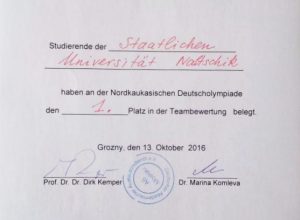 Studierende der Staatlichen
Universität Naltschik
haben an der Nordkaukasischen Deutscholympiade
den 1. Platz in der Teambewertung belegt.
Grozny, den 13. Oktober 2016
Prof. Dr. Dr. Dirk Kemper Dr. Marina Komleva